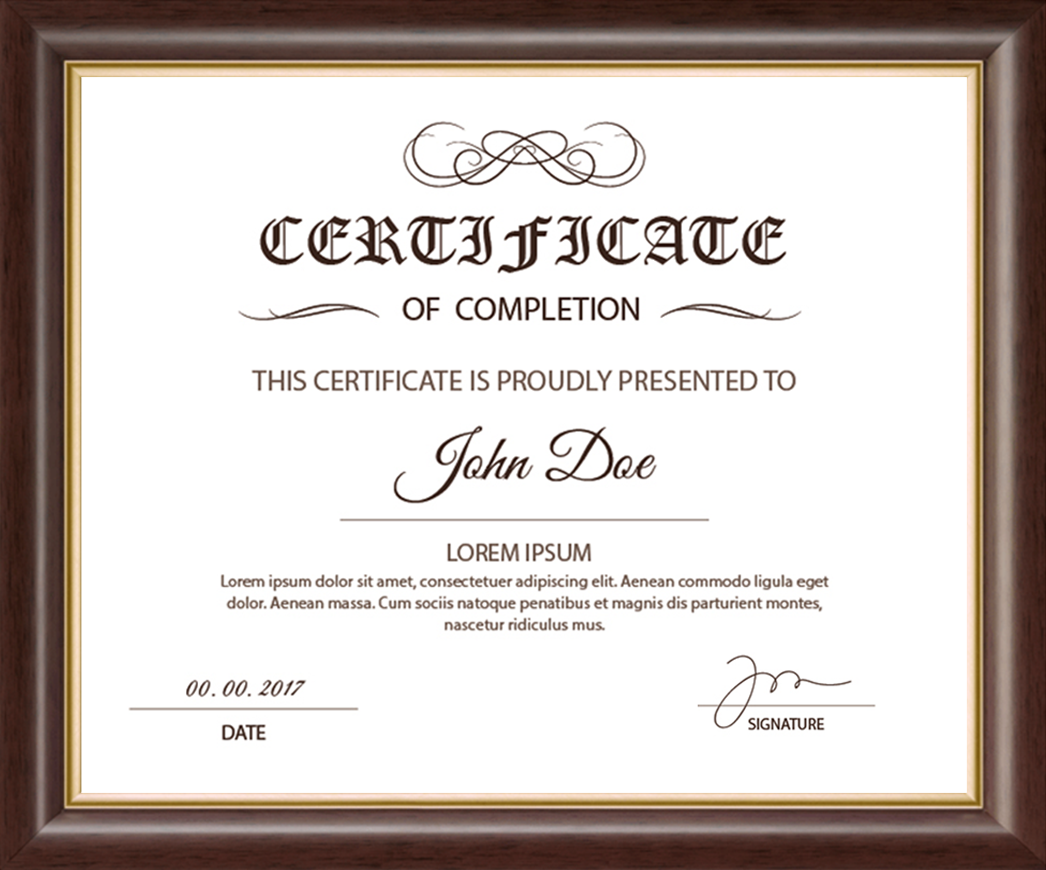 CERTIFICATE
OF COMPLETION
THIS CERTIFICATE IS PROUDLY PRESENTED TO
John Doe
LOREM IPSUM
Lorem ipsum dolor sit amet, consectetuer adipiscing elit. Aenean commodo ligula eget
dolor. Aenean massa. Cum sociis natoque penatibus et magnis dis parturient montes,
nascetur ridiculus mus.
00. 00. 2017
DATE
SIGNATURE